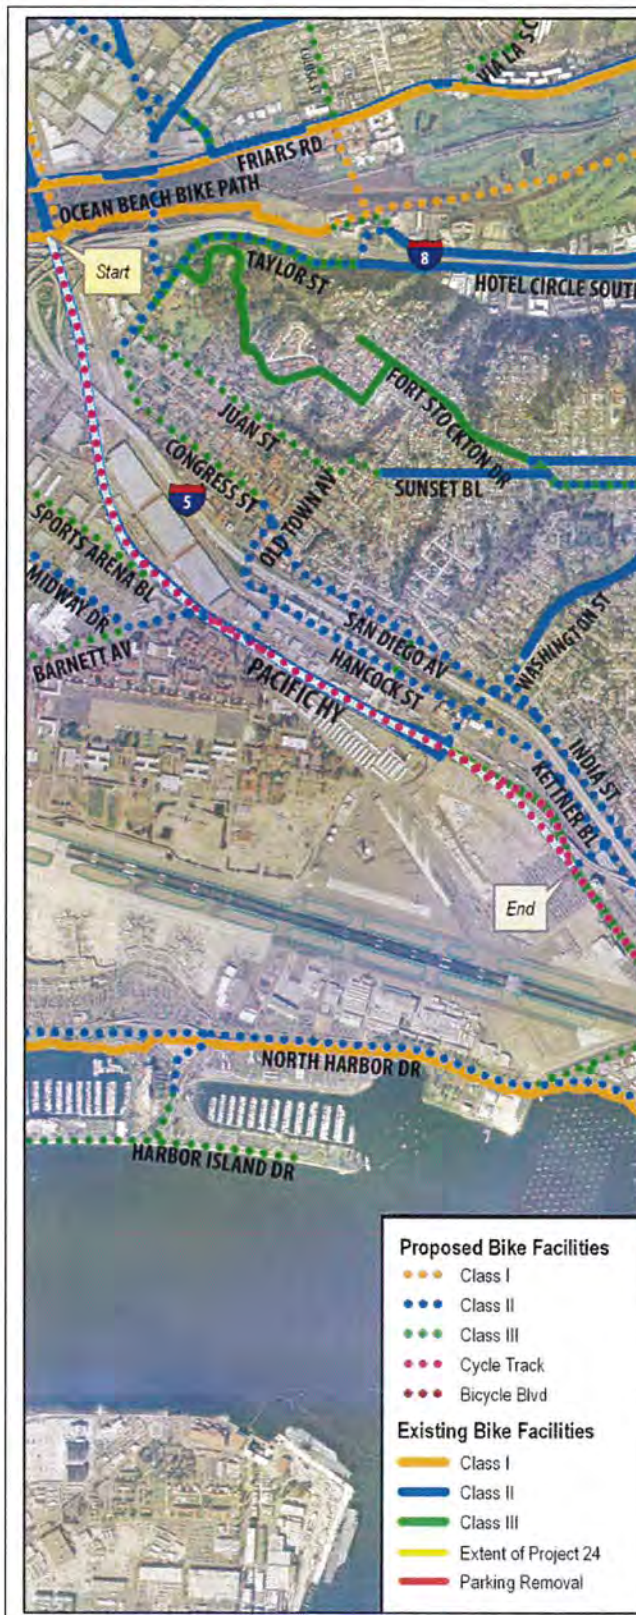 LOUISA ST
VIA LAS C
FRIARS RD
OCEAN BEACH BIKE PATH
Start
8
TAYLOR ST
HOTEL CIRCLE SOUTH
FORT STOCKTON DR
JUAN ST
CONGRESS ST
SUNSET BL
5
OLD TOWN AV
SPORTS ARENA BL
MIDWAY DR
BARNETT AV
SAN DIEGO AV
WASHINGTON ST
HANCOCK ST
PACIFIC HY
INDIA ST
KETTNER BL
End
NORTH HARBOR DR
HARBOR ISLAND DR
Proposed Bike Facilities
Class I
Class II
Class III
Cycle Track
Bicycle Blvd
Existing Bike Facilities
Class I
Class II
Class III
Extent of Project 24
Parking Removal